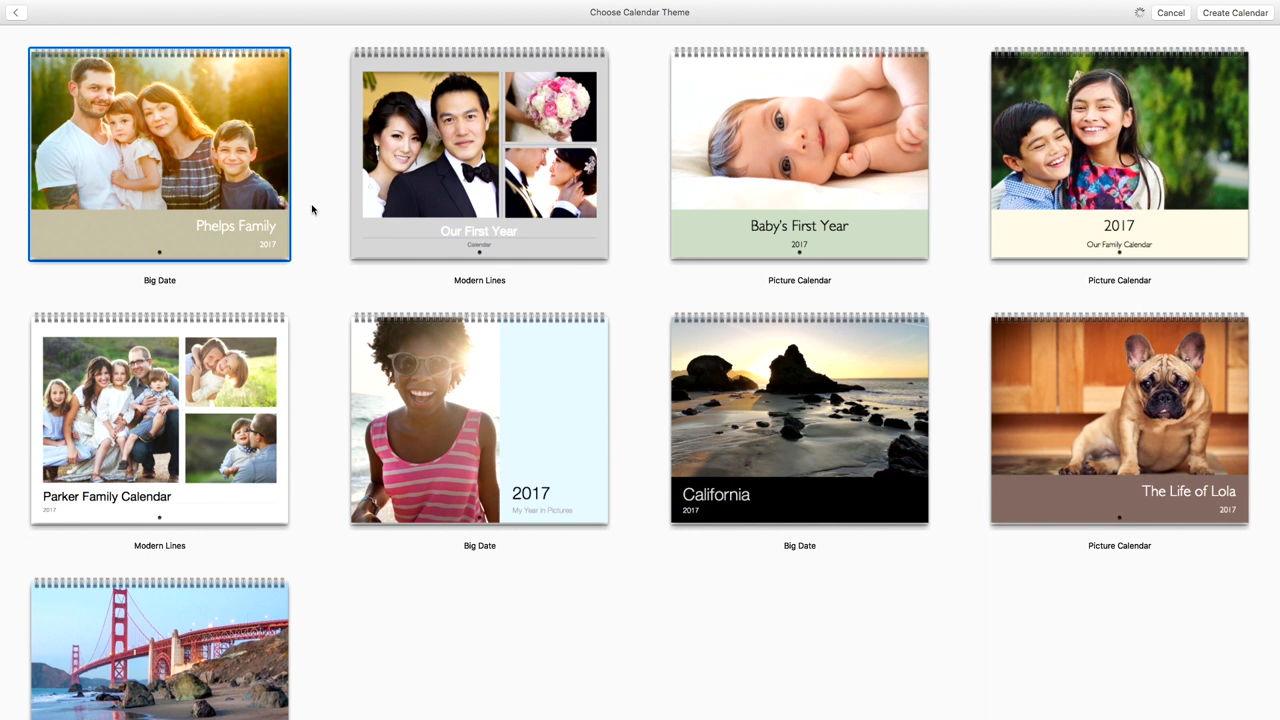 Choose Calendar Theme
Cancel
Create Calendar
Phelps Family
2017
Our First Year
Calendar
Baby's First Year
2017
2017
Our Family Calendar
Big Date
Modern Lines
Picture Calendar
Picture Calendar
Parker Family Calendar
2017
2017
My Year in Pictures
California
2017
The Life of Lola
2017
Modern Lines
Big Date
Big Date
Picture Calendar